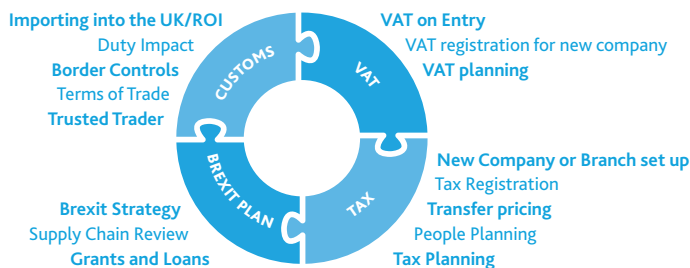 Importing into the UK/ROI
Duty Impact
Border Controls
Terms of Trade
Trusted Trader
CUSTOMS
VAT on Entry
VAT registration for new company
VAT planning
VAT
BREXIT PLAN
Brexit Strategy
Supply Chain Review
Grants and Loans
TAX
New Company or Branch set up
Tax Registration
Transfer pricing
People Planning
Tax Planning